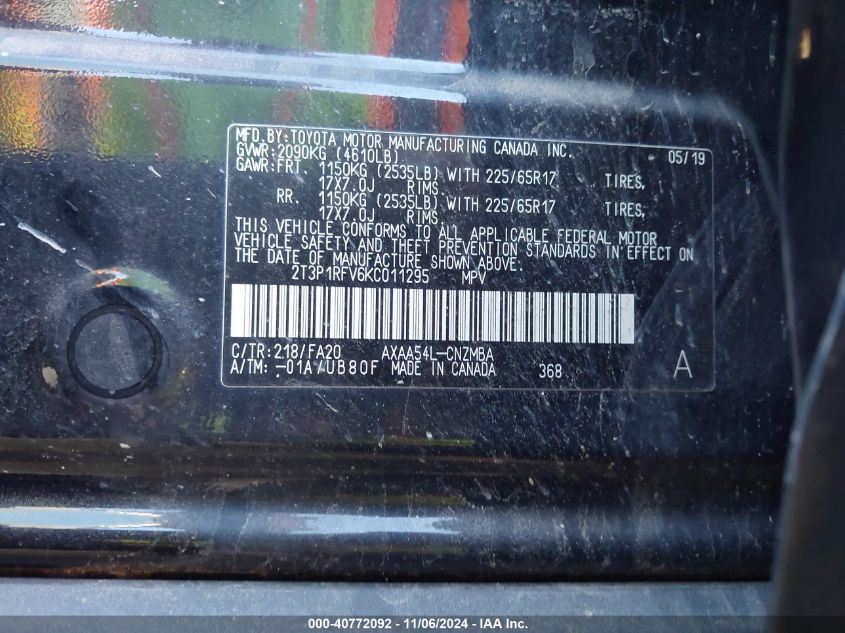 MFD.BY:TOYOTA MOTOR MANUFACTURING CANADA INC. 05/19
GVWR:2090KG (4610LB)
GAWR:FRT. 1150KG (2535LB) WITH 225/65R17 TIRES,
17X7.0J RIMS.
RR. 1150KG (2535LB) WITH 225/65R17 TIRES,
17X7.0J RIMS.
THIS VEHICLE CONFORMS TO ALL APPLICABLE FEDERAL MOTOR
VEHICLE SAFETY AND THEFT PREVENTION STANDARDS IN EFFECT ON
THE DATE OF MANUFACTURE SHOWN ABOVE.
2T3P1RFV6KC011295 MPV
C/TR:218/FA20 AXAA54L-CNZMBA
A/TM:-01A/UB80F MADE IN CANADA 368 A
000-40772092 - 11/06/2024 - IAA Inc.